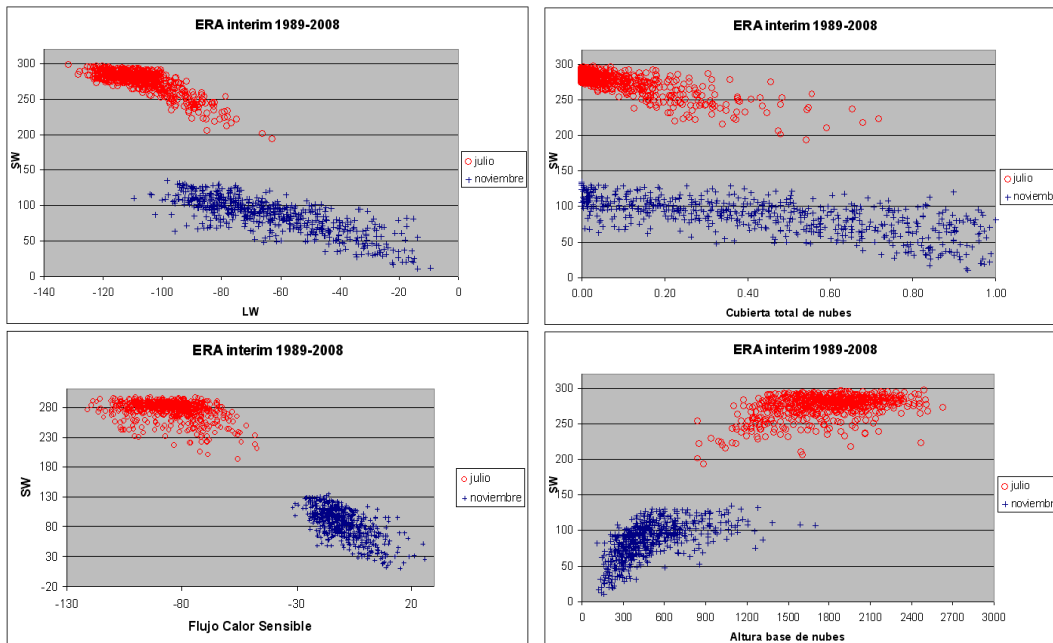 ERA interim 1989-2008
300
250
200
150
100
50
0
SW
-140 -120 -100 -80 -60 -40 -20 0
LW
julio
noviembre
ERA interim 1989-2008
300
250
200
150
100
50
0
SW
0.00 0.20 0.40 0.60 0.80 1.00
Cubierta total de nubes
julio
noviembre
ERA interim 1989-2008
280
230
180
130
80
30
-20
SW
-130 -80 -30 20
Flujo Calor Sensible
julio
noviembre
ERA interim 1989-2008
300
250
200
150
100
50
0
SW
0 300 600 900 1200 1500 1800 2100 2400 2700 3000
Altura base de nubes
julio
noviembre